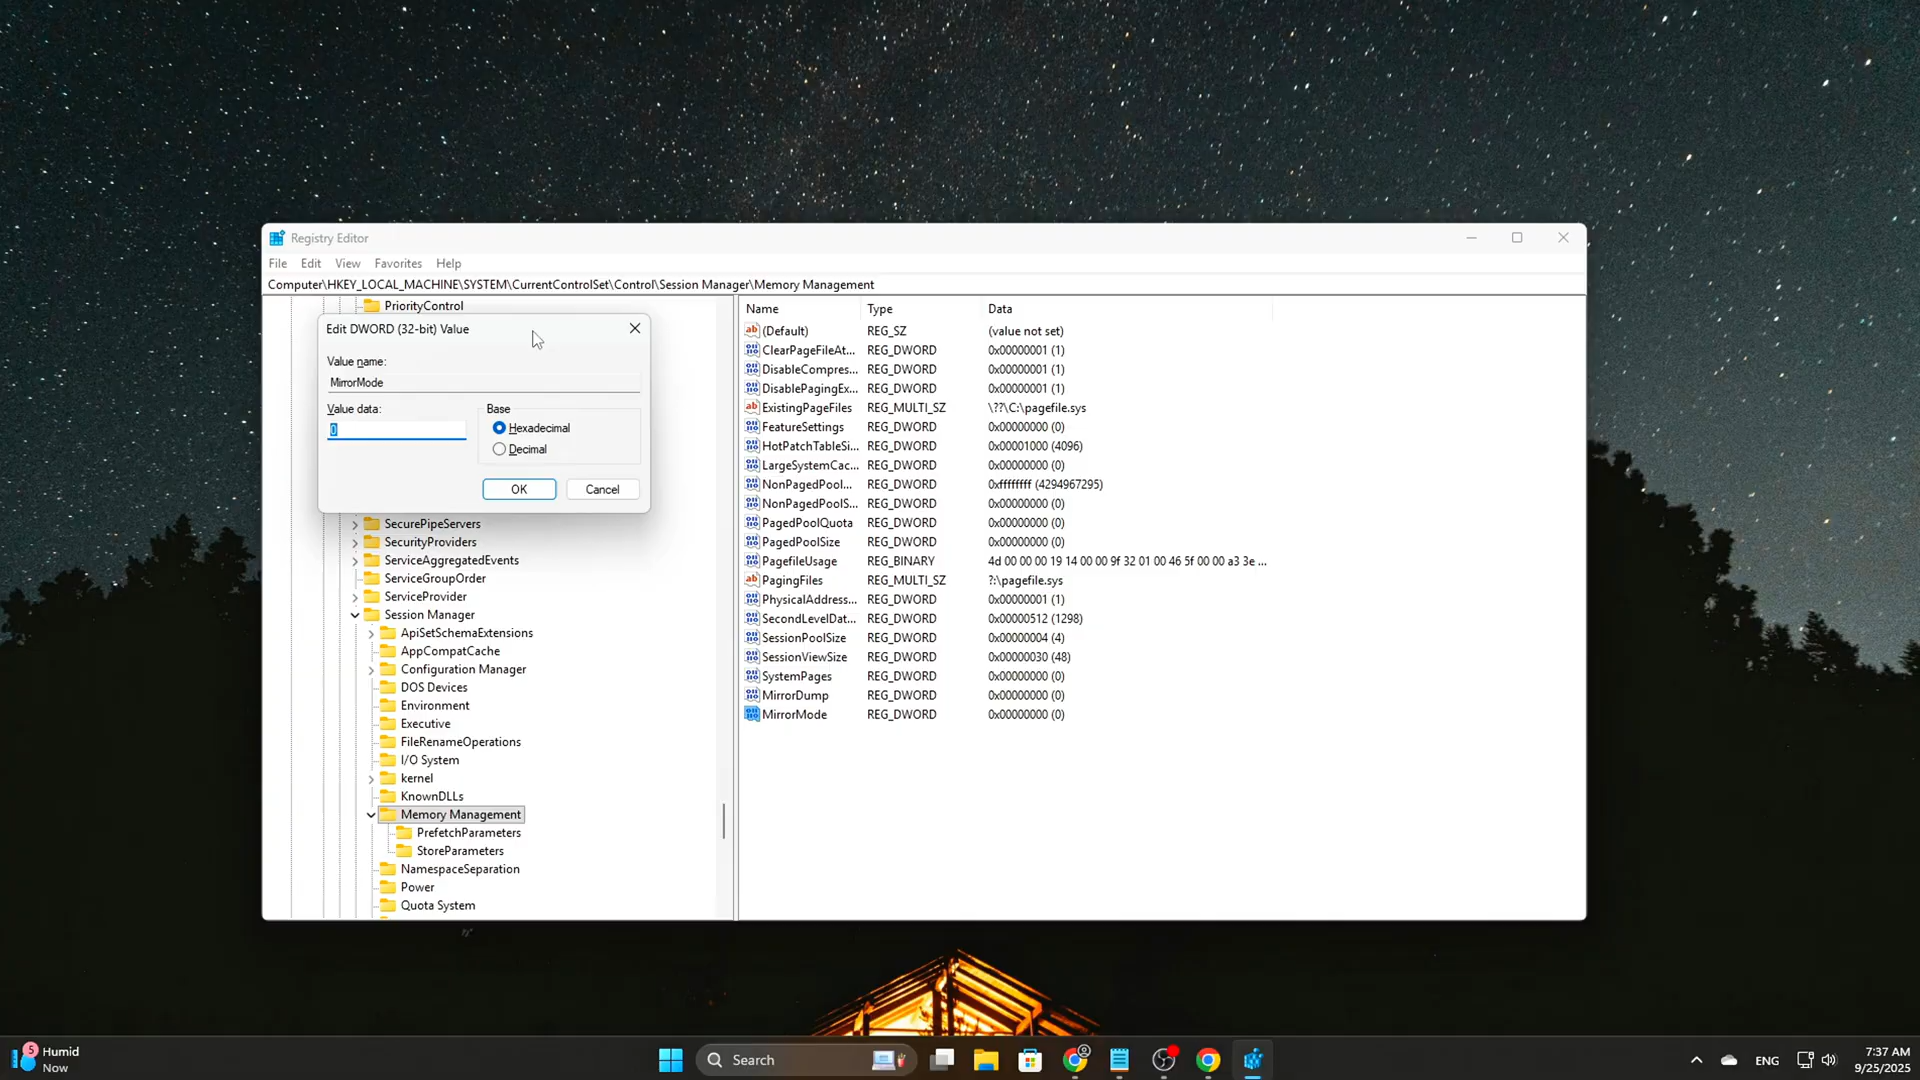 Registry Editor
File Edit View Favorites Help
Computer\HKEY_LOCAL_MACHINE\SYSTEM\CurrentControlSet\Control\Session Manager\Memory Management
PriorityControl
Edit DWORD (32-bit) Value
Value name:
MirrorMode
Value data:
0
Base
Hexadecimal
Decimal
OK Cancel
SecurePipeServers
SecurityProviders
ServiceAggregatedEvents
ServiceGroupOrder
ServiceProvider
Session Manager
ApiSetSchemaExtensions
AppCompatCache
Configuration Manager
DOS Devices
Environment
Executive
FileRenameOperations
I/O System
kernel
KnownDLLs
Memory Management
PrefetchParameters
StoreParameters
NamespaceSeparation
Power
Quota System
Name Type Data
(Default) REG_SZ (value not set)
ClearPageFileAt... REG_DWORD 0x00000001 (1)
DisableCompres... REG_DWORD 0x00000001 (1)
DisablePagingEx... REG_DWORD 0x00000001 (1)
ExistingPageFiles REG_MULTI_SZ \??\C:\pagefile.sys
FeatureSettings REG_DWORD 0x00000000 (0)
HotPatchTableSi... REG_DWORD 0x00001000 (4096)
LargeSystemCac... REG_DWORD 0x00000000 (0)
NonPagedPool... REG_DWORD 0xffffffff (4294967295)
NonPagedPoolS... REG_DWORD 0x00000000 (0)
PagedPoolQuota REG_DWORD 0x00000000 (0)
PagedPoolSize REG_DWORD 0x00000000 (0)
PagefileUsage REG_BINARY 4d 00 00 00 19 14 00 00 9f 32 01 00 46 5f 00 00 a3 3e ...
PagingFiles REG_MULTI_SZ ?:\pagefile.sys
PhysicalAddress... REG_DWORD 0x00000001 (1)
SecondLevelDat... REG_DWORD 0x00000512 (1298)
SessionPoolSize REG_DWORD 0x00000004 (4)
SessionViewSize REG_DWORD 0x00000030 (48)
SystemPages REG_DWORD 0x00000000 (0)
MirrorDump REG_DWORD 0x00000000 (0)
MirrorMode REG_DWORD 0x00000000 (0)
5
Humid
Now
Search
ENG
7:37 AM
9/25/2025